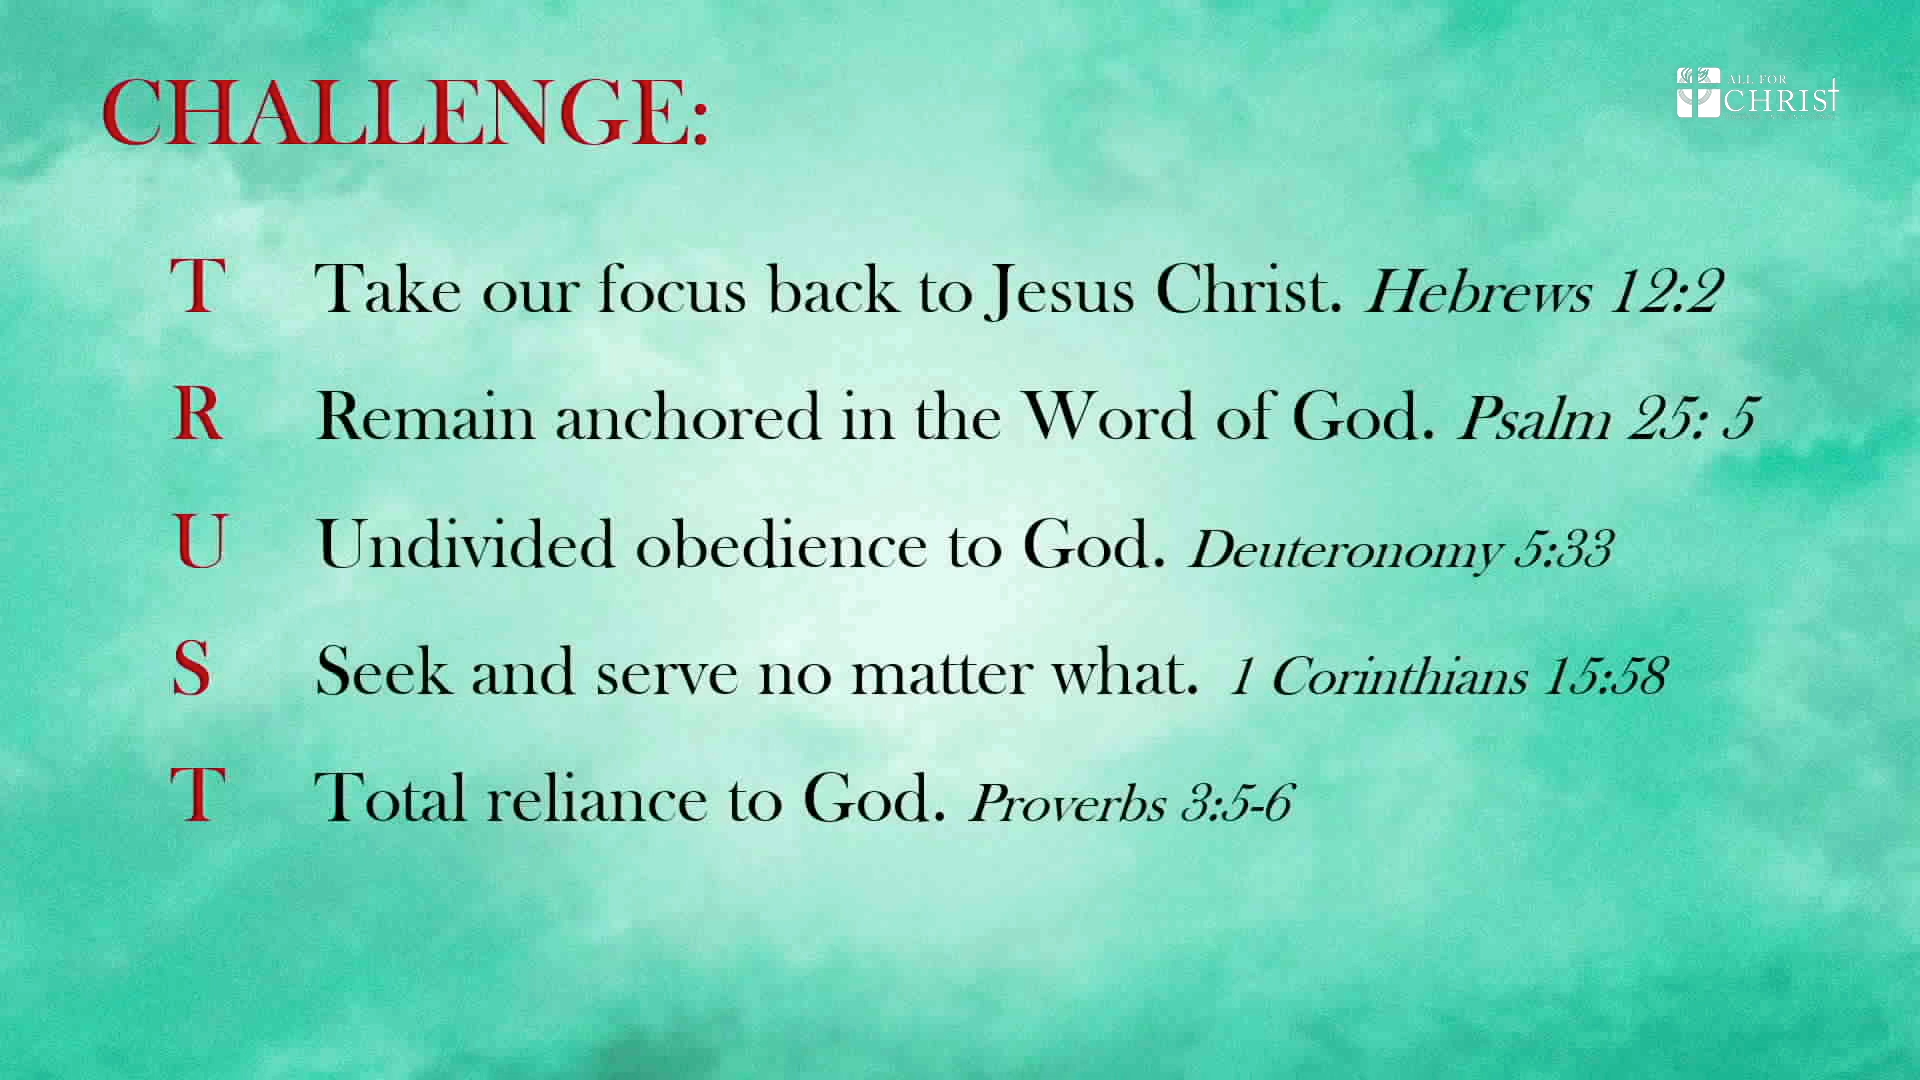 CHALLENGE:
ALL FOR
CHRIST
T Take our focus back to Jesus Christ. Hebrews 12:2
R Remain anchored in the Word of God. Psalm 25: 5
U Undivided obedience to God. Deuteronomy 5:33
S Seek and serve no matter what. 1 Corinthians 15:58
T Total reliance to God. Proverbs 3:5-6